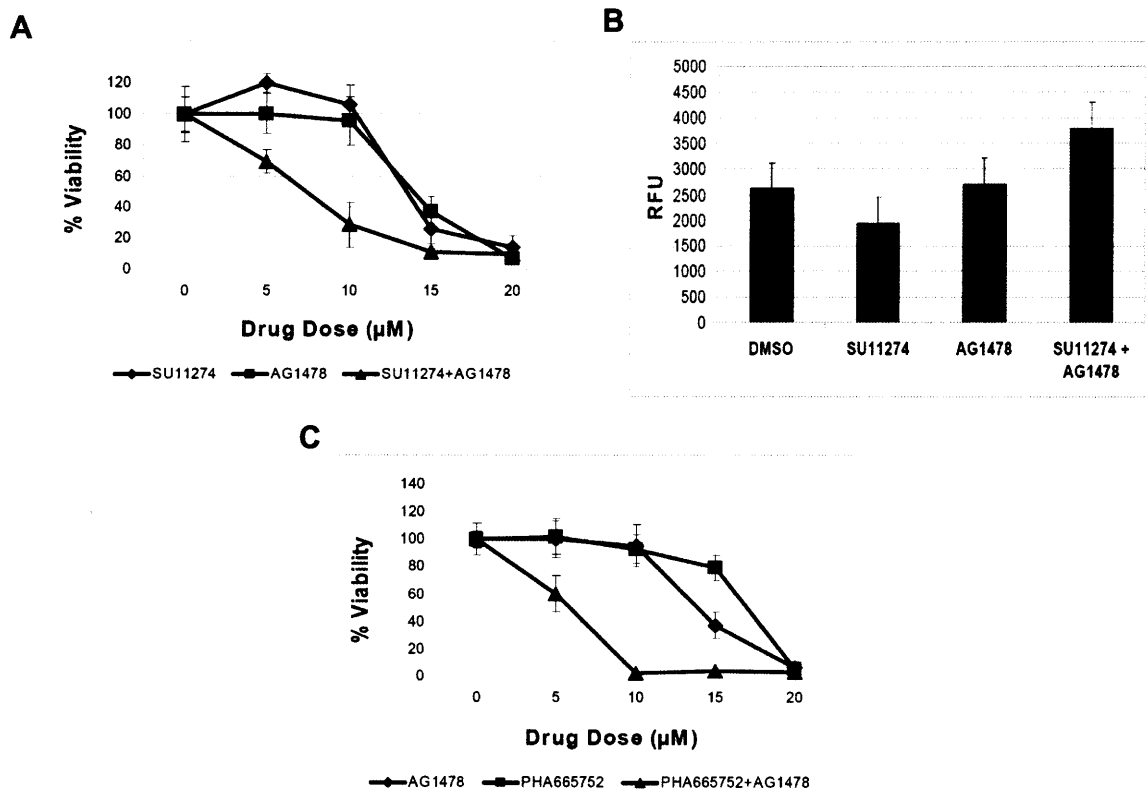 A
120
100
80
60
40
20
0
% Viability
0 5 10 15 20
Drug Dose (µM)
SU11274 AG1478 SU11274+AG1478
B
5000
4500
4000
3500
3000
2500
2000
1500
1000
500
0
RFU
DMSO SU11274 AG1478 SU11274 +
AG1478
C
140
120
100
80
60
40
20
0
% Viability
0 5 10 15 20
Drug Dose (µM)
AG1478 PHA665752 PHA665752+AG1478